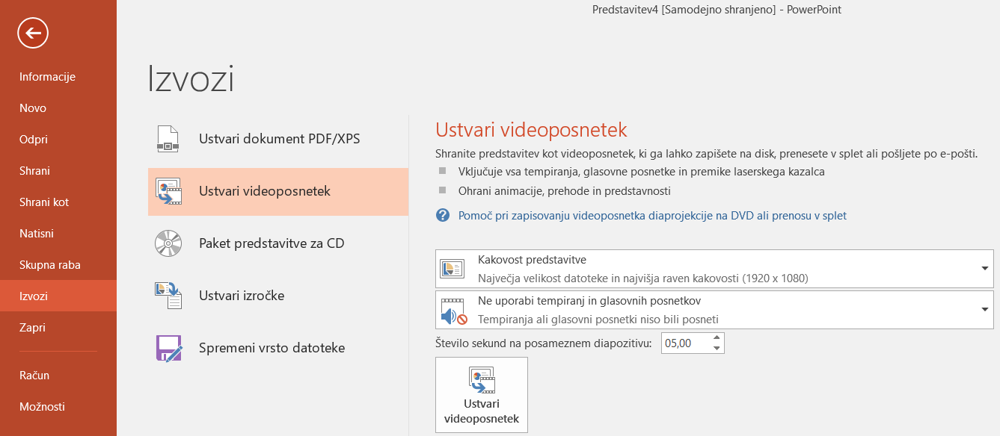 Predstavitev4 [Samodejno shranjeno] - PowerPoint
Informacije
Novo
Odpri
Shrani
Shrani kot
Natisni
Skupna raba
Izvozi
Zapri
Račun
Možnosti
Izvozi
Ustvari dokument PDF/XPS
Ustvari videoposnetek
Paket predstavitve za CD
Ustvari izročke
Spremeni vrsto datoteke
Ustvari videoposnetek
Shranite predstavitev kot videoposnetek, ki ga lahko zapišete na disk, prenesete v splet ali pošljete po e-pošti.
Vključuje vsa tempiranja, glasovne posnetke in premike laserskega kazalca
Ohrani animacije, prehode in predstavnosti
Pomoč pri zapisovanju videoposnetka diaprojekcije na DVD ali prenosu v splet
Kakovost predstavitve
Največja velikost datoteke in najvišja raven kakovosti (1920 x 1080)
Ne uporabi tempiranj in glasovnih posnetkov
Tempiranja ali glasovni posnetki niso bili posneti
Število sekund na posameznem diapozitivu: 05,00
Ustvari
videoposnetek